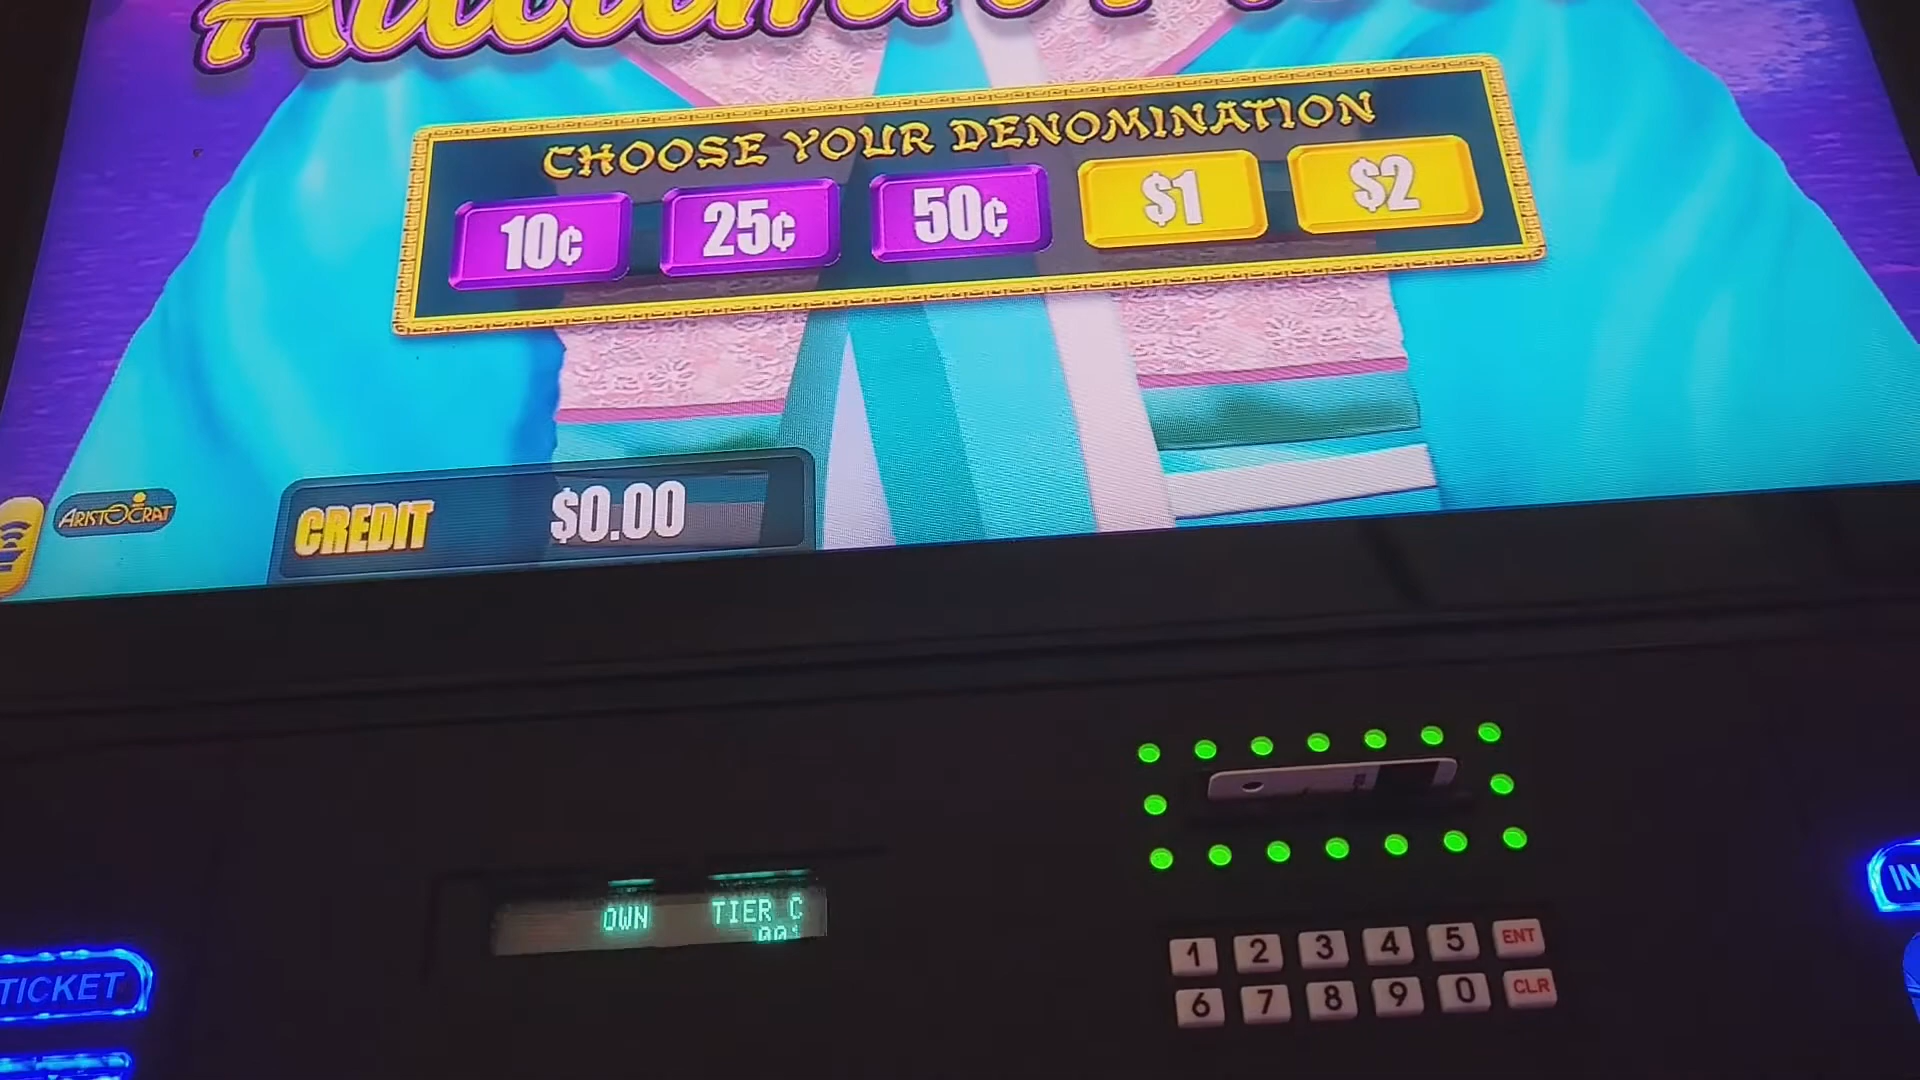 CHOOSE YOUR DENOMINATION
10¢ 25¢ 50¢ $1 $2
ARISTOCRAT
CREDIT $0.00
OWN TIER C
TICKET
IN
1 2 3 4 5 ENT
6 7 8 9 0 CLR